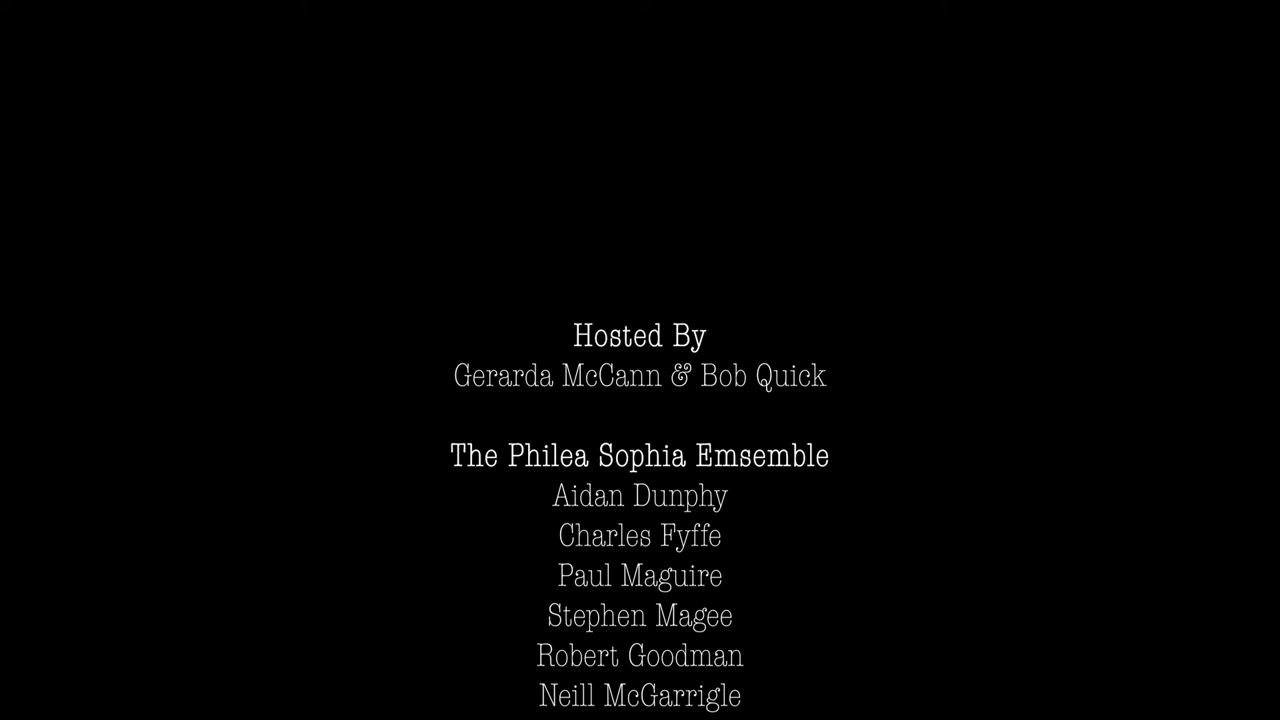 Hosted By
Gerarda McCann & Bob Quick
The Philea Sophia Emsemble
Aidan Dunphy
Charles Fyffe
Paul Maguire
Stephen Magee
Robert Goodman
Neill McGarrigle